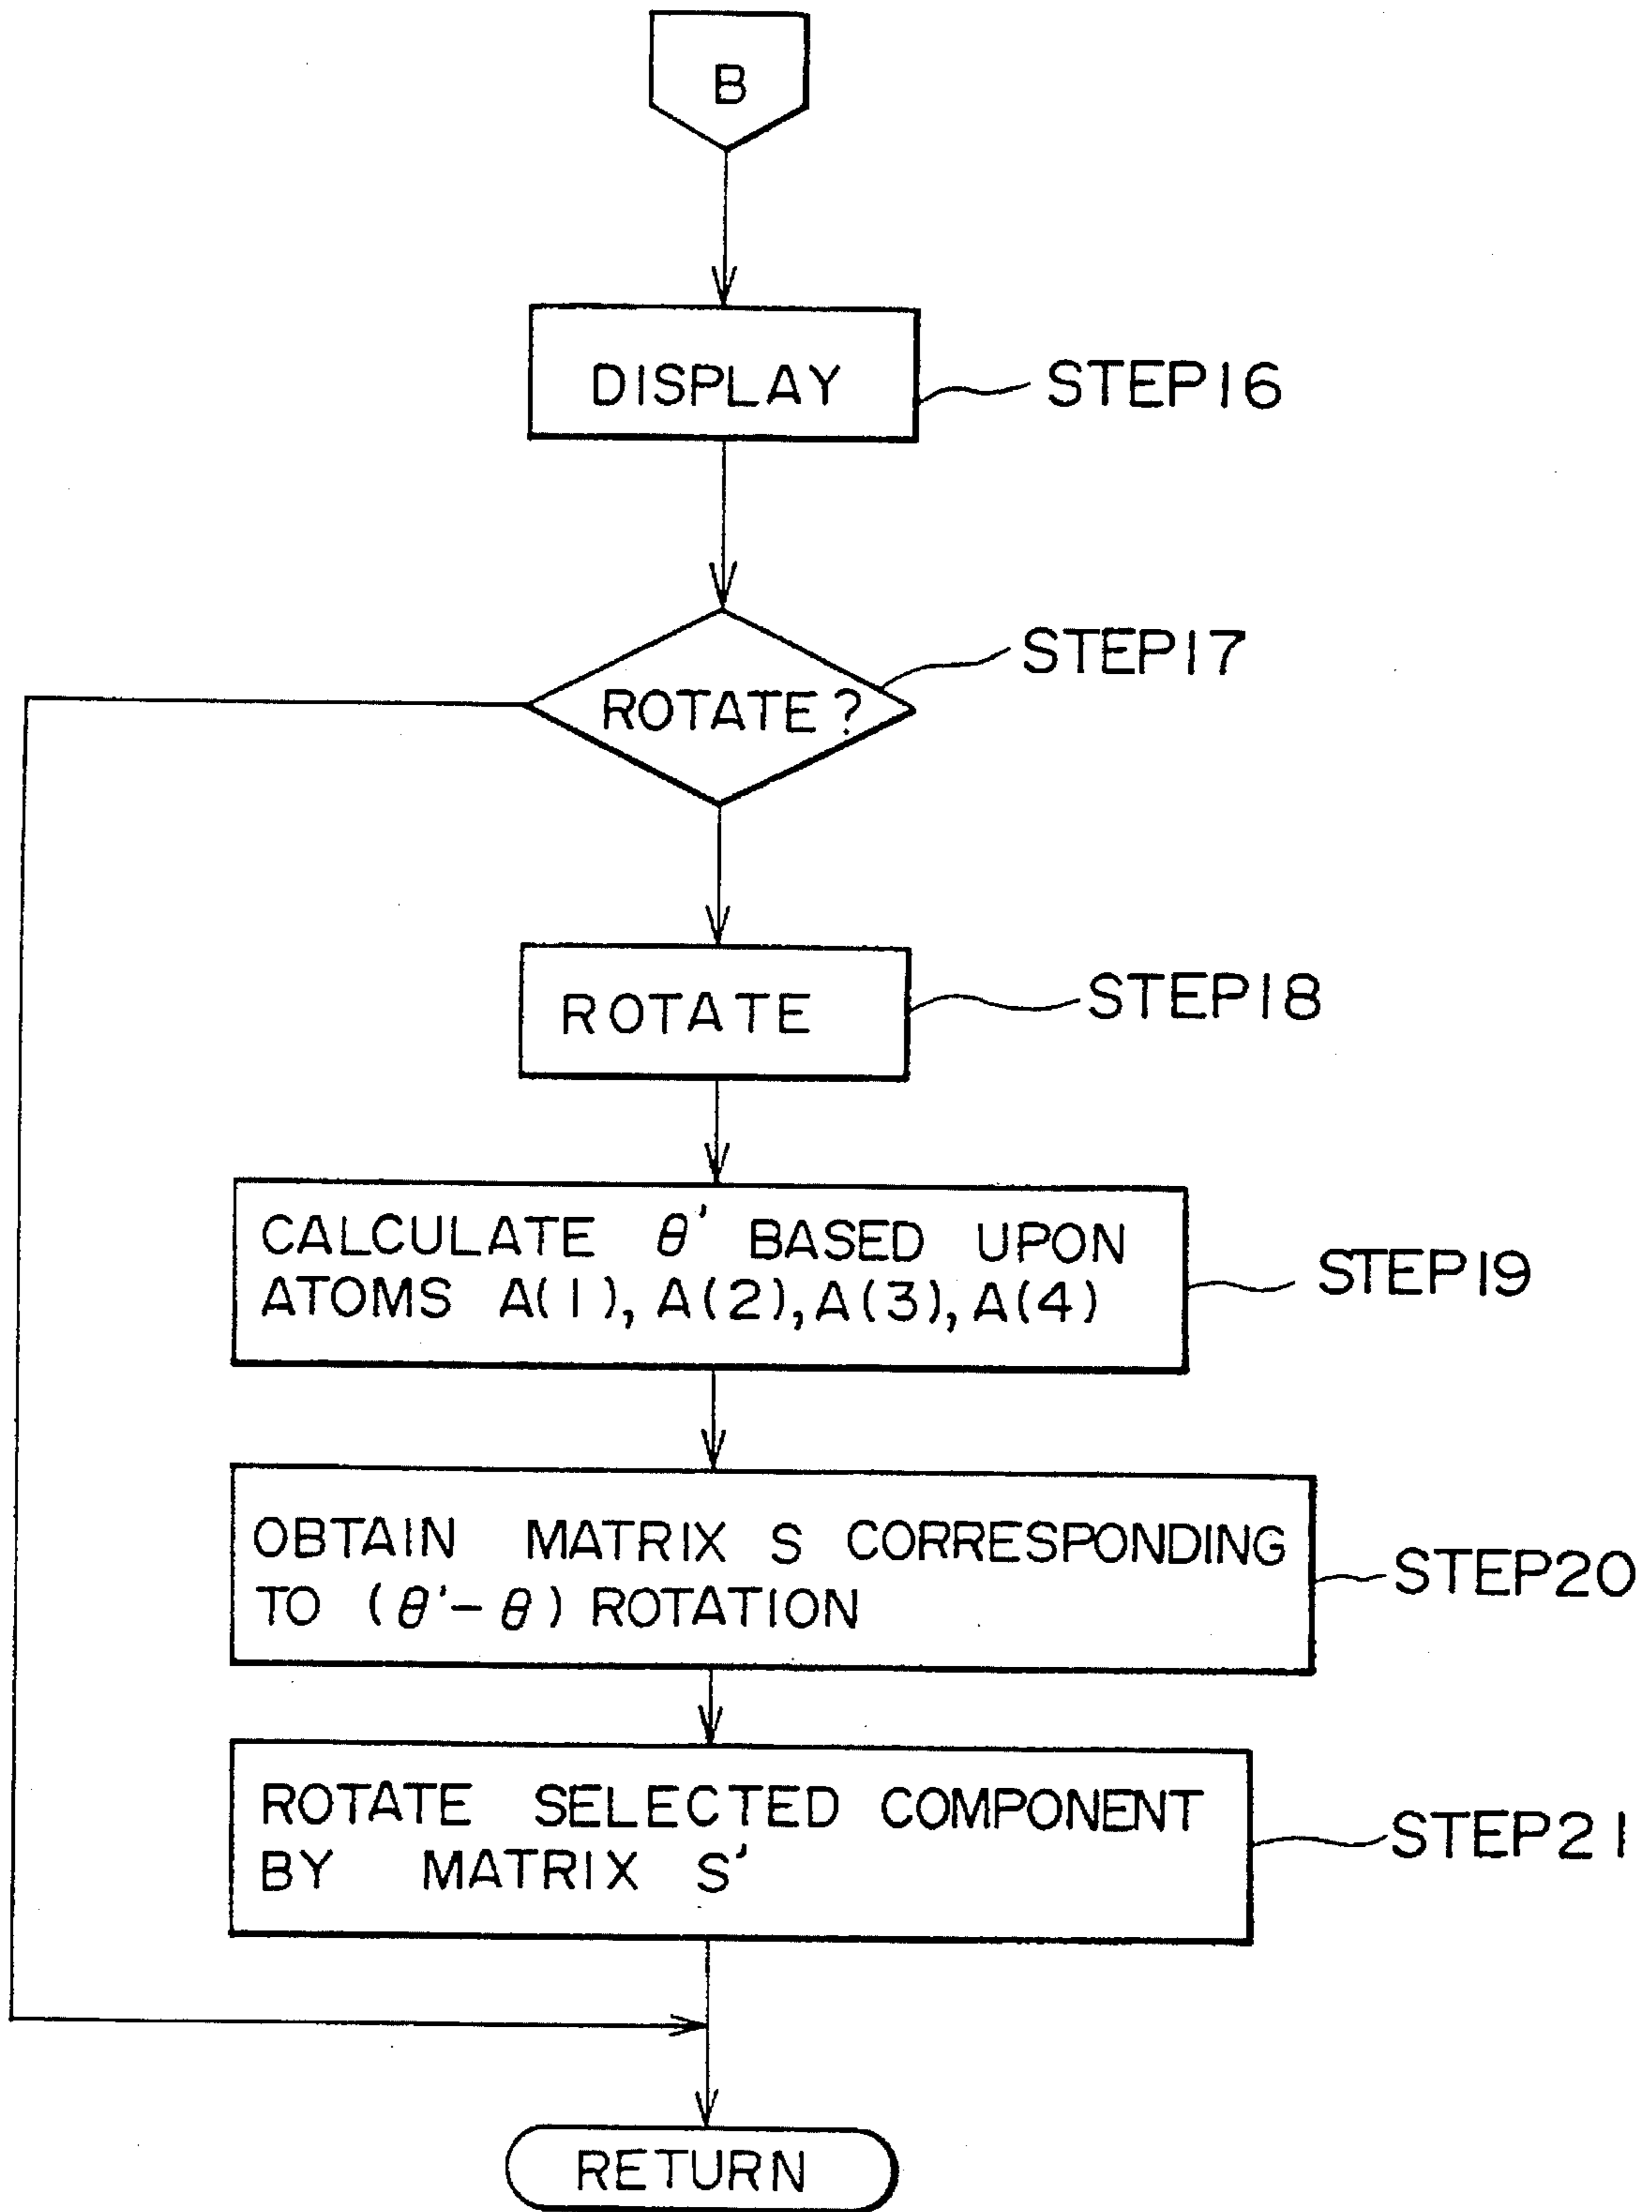 B
DISPLAY
STEP16
STEP17
ROTATE?
ROTATE
STEP18
CALCULATE θ' BASED UPON
ATOMS A(1), A(2), A(3), A(4)
STEP19
OBTAIN MATRIX S CORRESPONDING
TO (θ'-θ) ROTATION
STEP20
ROTATE SELECTED COMPONENT
BY MATRIX S'
STEP21
RETURN